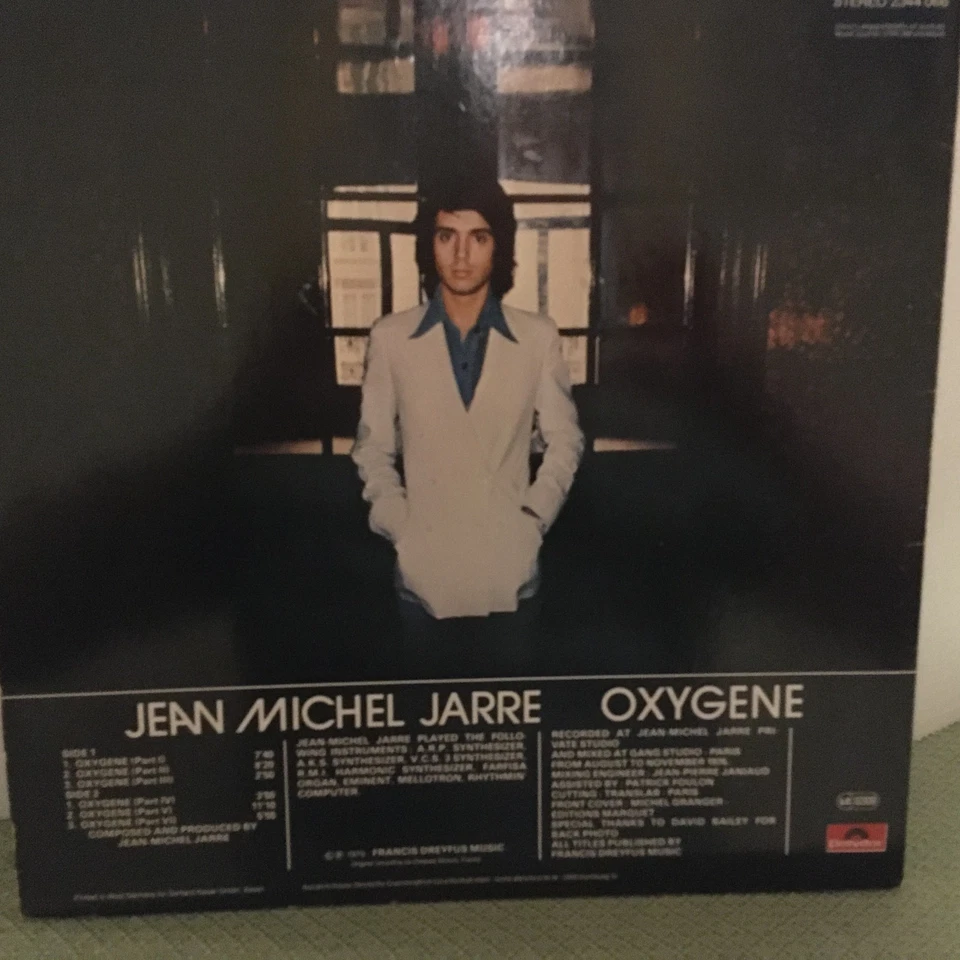 STEREO 2344 068
JEAN MICHEL JARRE OXYGENE
SIDE 1
1. OXYGENE (Part I) 7'40
2. OXYGENE (Part II)
3. OXYGENE (Part III)
SIDE 2
1. OXYGENE (Part IV)
2. OXYGENE (Part V) 11'10
3. OXYGENE (Part VI)
COMPOSED AND PRODUCED BY
JEAN-MICHEL JARRE
JEAN-MICHEL JARRE PLAYED THE FOLLO-
WING INSTRUMENTS: A.R.P. SYNTHESIZER,
A.K.S. SYNTHESIZER, V.C.S. 3 SYNTHESIZER,
R.M.I. HARMONIC SYNTHESIZER, FARFISA
ORGAN, EMINENT, MELLOTRON, RHYTHMIN
COMPUTER.
FRANCIS DREYFUS MUSIC
RECORDED AT JEAN-MICHEL JARRE PRI-
VATE STUDIO
AND MIXED AT GANG STUDIO - PARIS
FROM AUGUST TO NOVEMBER 1976.
MIXING ENGINEER: JEAN-PIERRE JANIAUD
ASSISTED BY: PATRICK FOULON
CUTTING: TRANSLAB - PARIS
FRONT COVER: MICHEL GRANGER -
EDITIONS MARQUET
SPECIAL THANKS TO DAVID BAILEY FOR
BACK PHOTO
ALL TITLES PUBLISHED BY
FRANCIS DREYFUS MUSIC